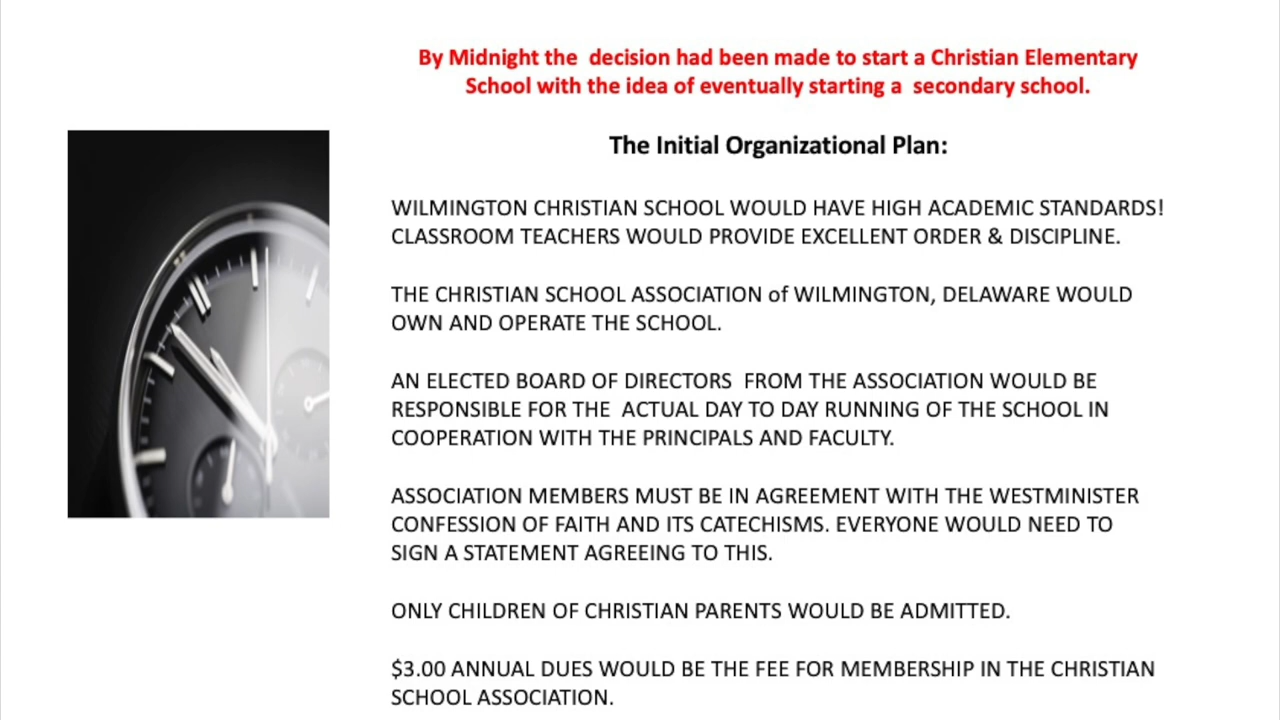 By Midnight the  decision had been made to start a Christian Elementary
School with the idea of eventually starting a  secondary school.
The Initial Organizational Plan:
WILMINGTON CHRISTIAN SCHOOL WOULD HAVE HIGH ACADEMIC STANDARDS!
CLASSROOM TEACHERS WOULD PROVIDE EXCELLENT ORDER & DISCIPLINE.
THE CHRISTIAN SCHOOL ASSOCIATION of WILMINGTON, DELAWARE WOULD
OWN AND OPERATE THE SCHOOL.
AN ELECTED BOARD OF DIRECTORS  FROM THE ASSOCIATION WOULD BE
RESPONSIBLE FOR THE  ACTUAL DAY TO DAY RUNNING OF THE SCHOOL IN
COOPERATION WITH THE PRINCIPALS AND FACULTY.
ASSOCIATION MEMBERS MUST BE IN AGREEMENT WITH THE WESTMINISTER
CONFESSION OF FAITH AND ITS CATECHISMS. EVERYONE WOULD NEED TO
SIGN A STATEMENT AGREEING TO THIS.
ONLY CHILDREN OF CHRISTIAN PARENTS WOULD BE ADMITTED.
$3.00 ANNUAL DUES WOULD BE THE FEE FOR MEMBERSHIP IN THE CHRISTIAN
SCHOOL ASSOCIATION.